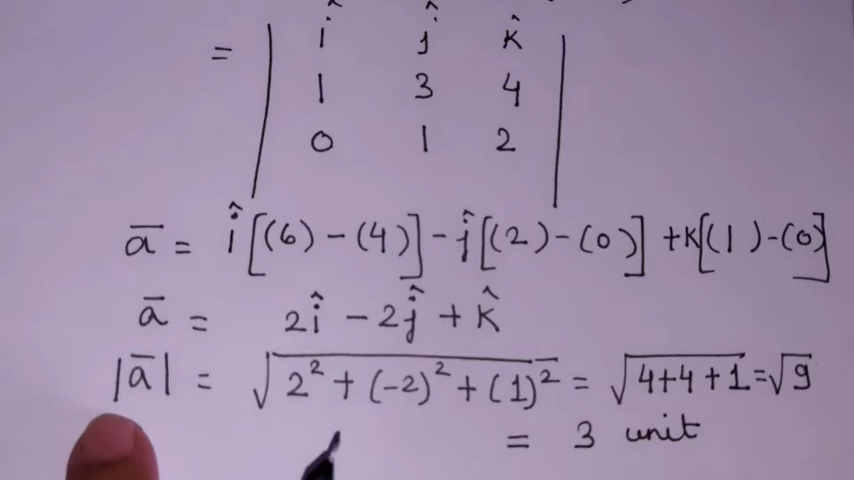 = | î ĵ k̂ |
1 3 4
0 1 2
a̅ = î [(6) - (4)] - ĵ [(2) - (0)] + k[(1) - (0)]
a̅ = 2î - 2ĵ + k̂
|a̅| = √(2² + (-2)² + (1)²) = √(4+4+1) = √9
= 3 unit